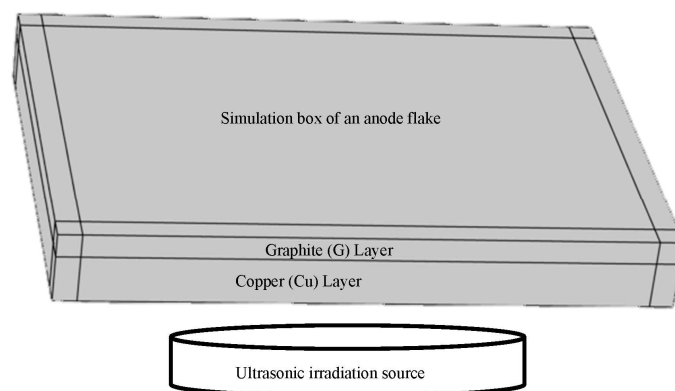 Simulation box of an anode flake
Graphite (G) Layer
Copper (Cu) Layer
Ultrasonic irradiation source